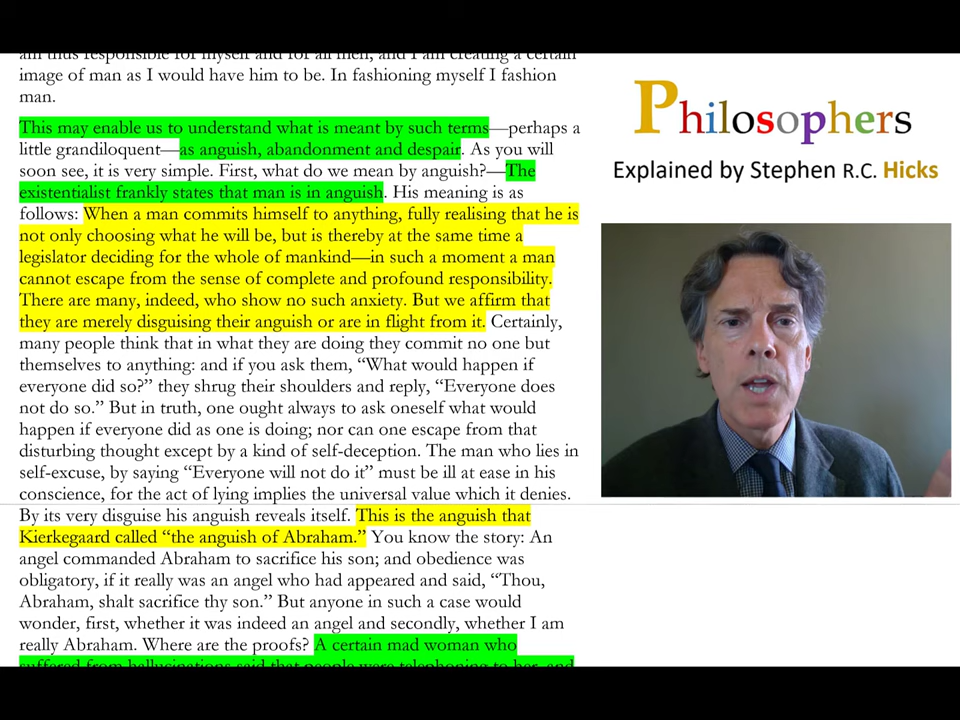 am thus responsible for myself and for all men, and I am creating a certain
image of man as I would have him to be. In fashioning myself I fashion
man.
This may enable us to understand what is meant by such terms—perhaps a
little grandiloquent—as anguish, abandonment and despair. As you will
soon see, it is very simple. First, what do we mean by anguish?—The
existentialist frankly states that man is in anguish. His meaning is as
follows: When a man commits himself to anything, fully realising that he is
not only choosing what he will be, but is thereby at the same time a
legislator deciding for the whole of mankind—in such a moment a man
cannot escape from the sense of complete and profound responsibility.
There are many, indeed, who show no such anxiety. But we affirm that
they are merely disguising their anguish or are in flight from it. Certainly,
many people think that in what they are doing they commit no one but
themselves to anything: and if you ask them, “What would happen if
everyone did so?” they shrug their shoulders and reply, “Everyone does
not do so.” But in truth, one ought always to ask oneself what would
happen if everyone did as one is doing; nor can one escape from that
disturbing thought except by a kind of self-deception. The man who lies in
self-excuse, by saying “Everyone will not do it” must be ill at ease in his
conscience, for the act of lying implies the universal value which it denies.
By its very disguise his anguish reveals itself. This is the anguish that
Kierkegaard called “the anguish of Abraham.” You know the story: An
angel commanded Abraham to sacrifice his son; and obedience was
obligatory, if it really was an angel who had appeared and said, “Thou,
Abraham, shalt sacrifice thy son.” But anyone in such a case would
wonder, first, whether it was indeed an angel and secondly, whether I am
really Abraham. Where are the proofs? A certain mad woman who
suffered from hallucinations said that people were telephoning to her, and
Philosophers
Explained by Stephen R.C. Hicks